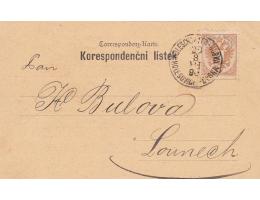 Correspondenz-Karte.
Korespondenční lístek
Pan
H Bulova
Lounech